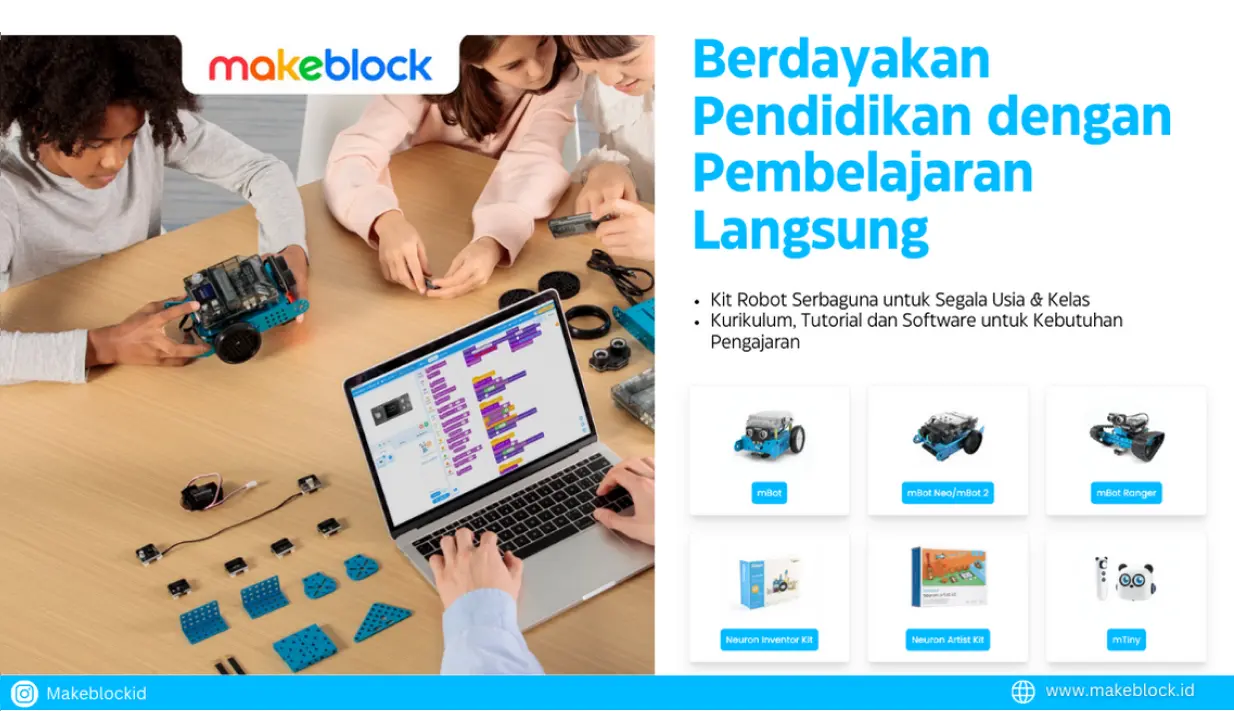 makeblock
Berdayakan
Pendidikan dengan
Pembelajaran
Langsung
Kit Robot Serbaguna untuk Segala Usia & Kelas
Kurikulum, Tutorial dan Software untuk Kebutuhan
Pengajaran
mBot
mBot Neo/mBot 2
mBot Ranger
Neuron Inventor Kit
Neuron Artist Kit
mTiny
Makeblockid
www.makeblock.id